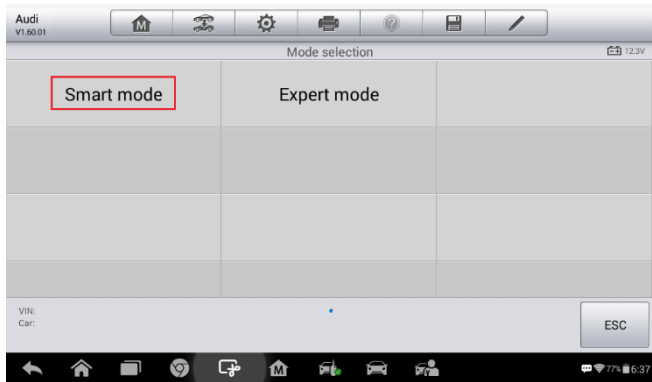 Audi
V1.60.01
Mode selection
12.3V
Smart mode
Expert mode
VIN:
Car:
ESC
77% 6:37